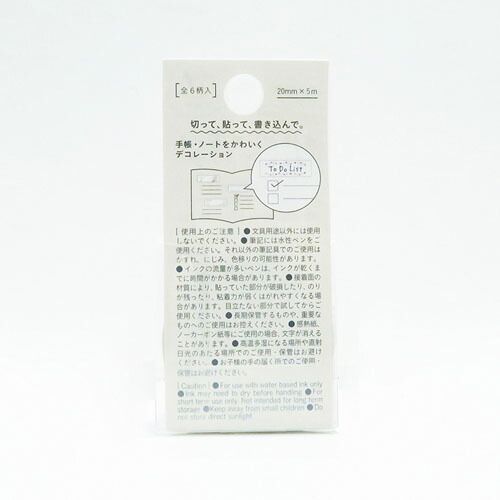 [全6柄入]
20mm×5m
切って、貼って、書き込んで。
手帳・ノートをかわいく
デコレーション
To Do List
[使用上のご注意]●文具用途以外には使用
しないでください。●筆記には水性ペンをご
使用ください。それ以外の筆記具でのご使用は
かすれ、にじみ、色移りの可能性があります。
●インクの流量が多いペンは、インクが乾くま
でに時間がかかる場合があります。●接着面
の材質により、貼っていた部分が破損したり、のり
が残ったり、粘着力が弱くはがれやすくなる場
合があります。目立たない部分で試してからご
使用ください。●長期保管するものや、重要な
ものへのご使用はお控えください。●感熱紙、
ノーカーボン紙等にご使用の場合、文字が消え
ることがあります。●高温多湿になる場所や直射
日光のあたる場所でのご使用・保管はお避け
ください。●お子様の手の届く所でのご使用・
保管はお避けください。
[Caution] ●For use with water based ink only
●Ink may need to dry before handling. ●For
short term use only. Not intended for long term
storage ●Keep away from small children ●Do
not store direct sunlight.